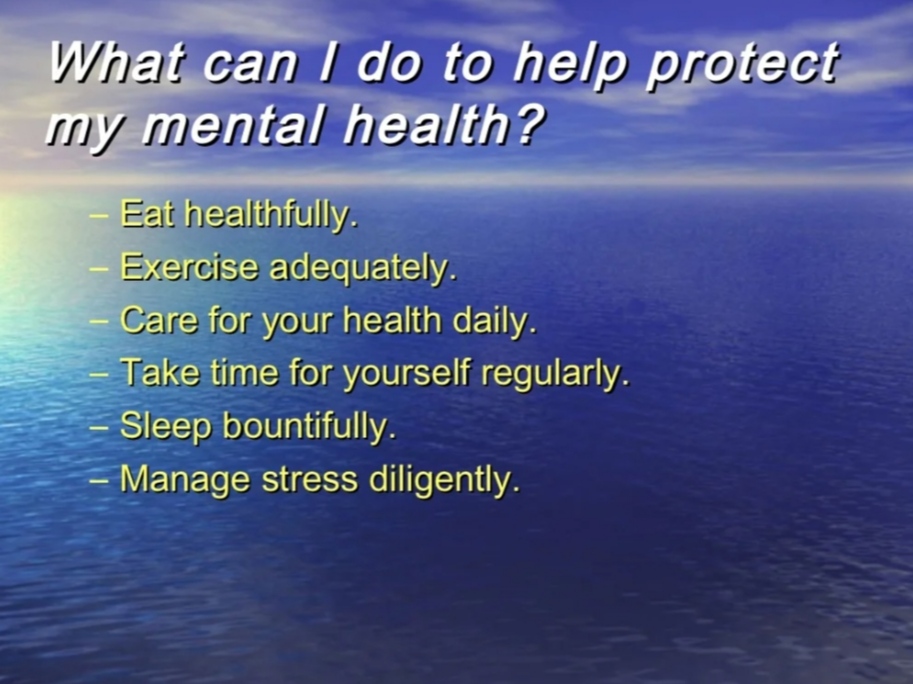 What can I do to help protect
my mental health?
– Eat healthfully.
– Exercise adequately.
– Care for your health daily.
– Take time for yourself regularly.
– Sleep bountifully.
– Manage stress diligently.